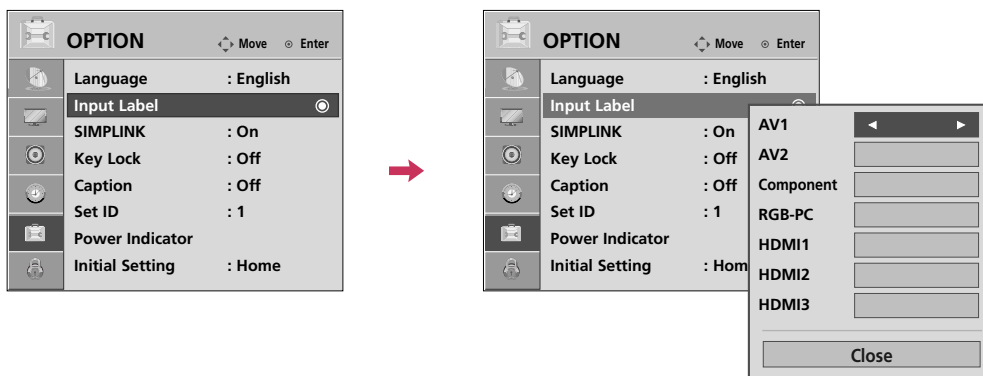 OPTION
Move
Enter
Language : English
Input Label
SIMPLINK : On
Key Lock : Off
Caption : Off
Set ID : 1
Power Indicator
Initial Setting : Home
OPTION
Move
Enter
Language : English
Input Label
SIMPLINK : On
Key Lock : Off
Caption : Off
Set ID : 1
Power Indicator
Initial Setting : Hom
AV1
AV2
Component
RGB-PC
HDMI1
HDMI2
HDMI3
Close